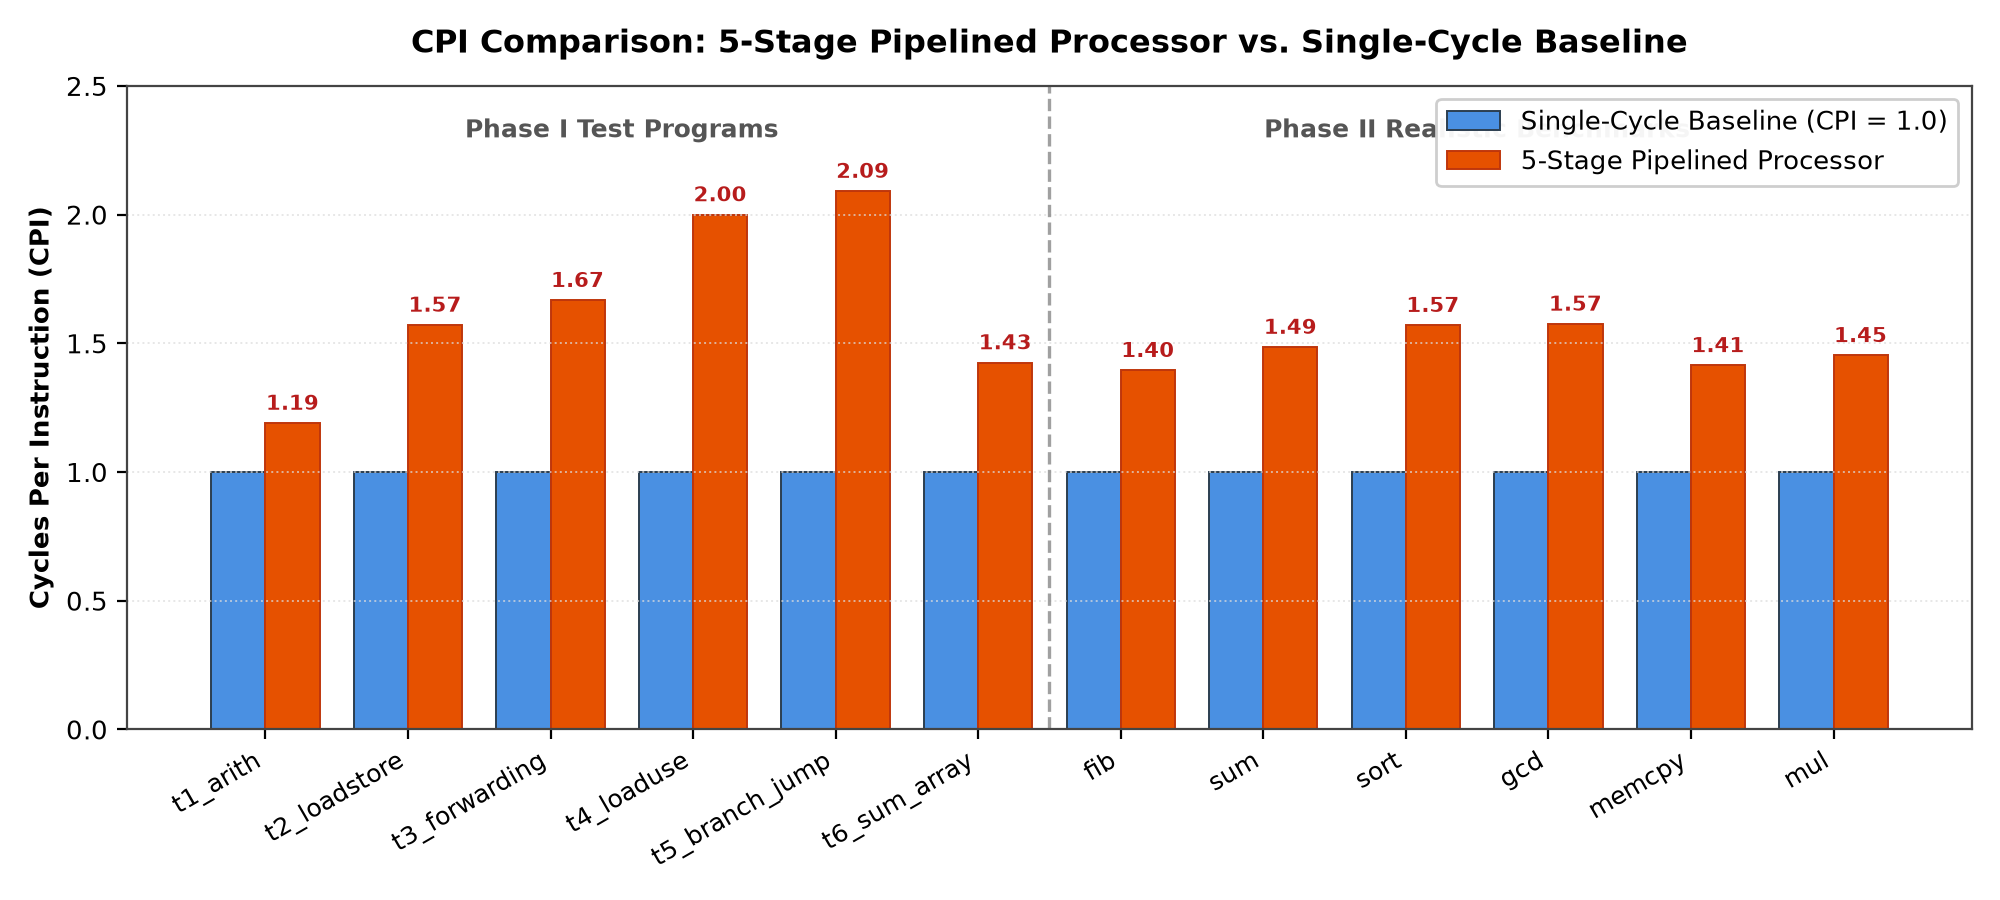 CPI Comparison: 5-Stage Pipelined Processor vs. Single-Cycle Baseline
Cycles Per Instruction (CPI)
2.5
2.0
1.5
1.0
0.5
0.0
Phase I Test Programs
Phase II
Single-Cycle Baseline (CPI = 1.0)
5-Stage Pipelined Processor
1.19
1.57
1.67
2.00
2.09
1.43
1.40
1.49
1.57
1.57
1.41
1.45
t1_arith
t2_loadstore
t3_forwarding
t4_loaduse
t5_branch_jump
t6_sum_array
fib
sum
sort
gcd
memcpy
mul